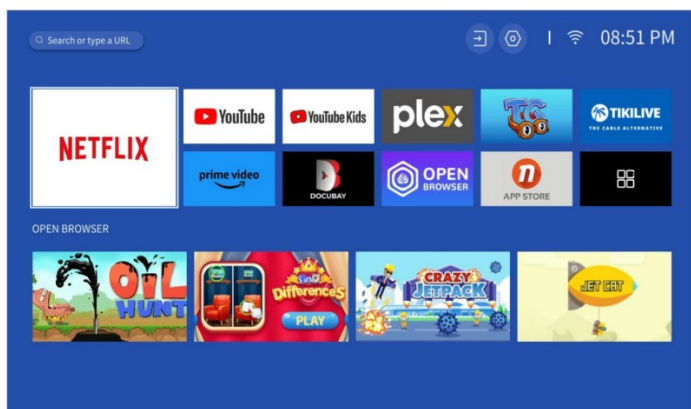 Search or type a URL
08:51 PM
NETFLIX
YouTube
YouTube Kids
plex
TIKILIVE
THE CABLE ALTERNATIVE
prime video
DOCUBAY
OPEN
BROWSER
APP STORE
OPEN BROWSER
OIL
HUNT
find
Differences
PLAY
CRAZY
JETPACK
JET CAT